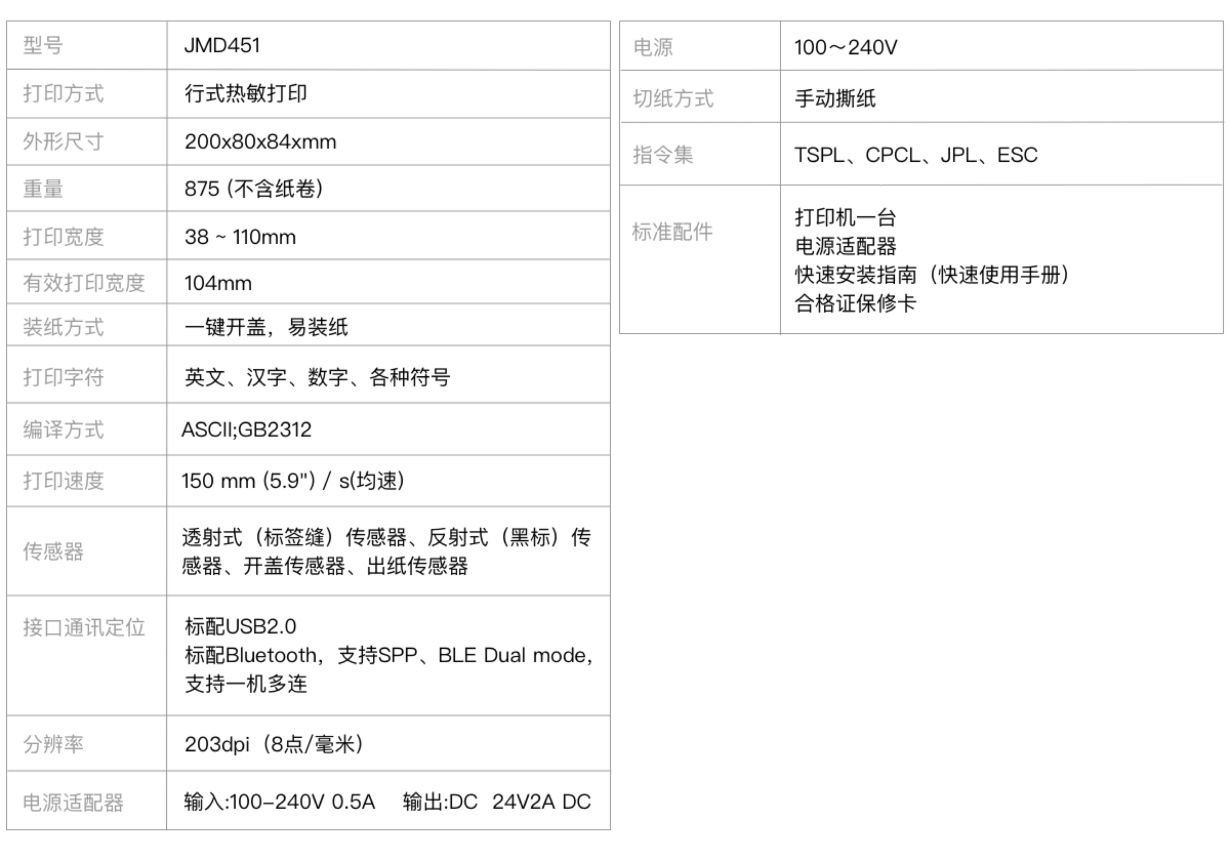 型号 JMD451
打印方式 行式热敏打印
外形尺寸 200x80x84xmm
重量 875 (不含纸卷)
打印宽度 38 ~ 110mm
有效打印宽度 104mm
装纸方式 一键开盖，易装纸
打印字符 英文、汉字、数字、各种符号
编译方式 ASCII;GB2312
打印速度 150 mm (5.9") / s(均速)
传感器 透射式（标签缝）传感器、反射式（黑标）传
感器、开盖传感器、出纸传感器
接口通讯定位 标配USB2.0
标配Bluetooth，支持SPP、BLE Dual mode,
支持一机多连
分辨率 203dpi（8点/毫米）
电源适配器 输入:100-240V 0.5A 输出:DC 24V2A DC
电源 100～240V
切纸方式 手动撕纸
指令集 TSPL、CPCL、JPL、ESC
标准配件 打印机一台
电源适配器
快速安装指南（快速使用手册）
合格证保修卡